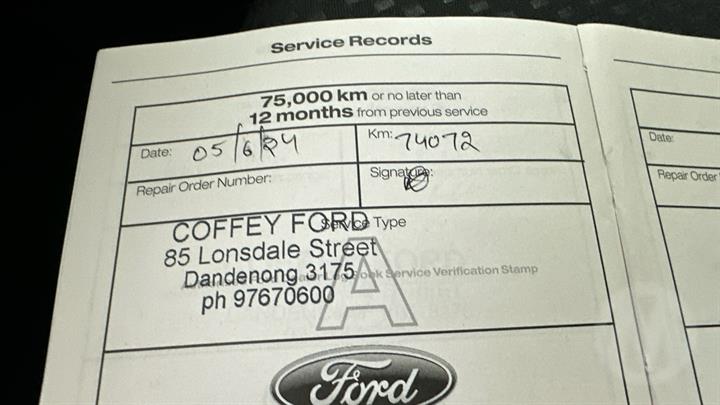 Service Records
75,000 km or no later than
12 months from previous service
Date: 05/6/24
Km: 74072
Repair Order Number:
Signature:
Service Type
COFFEY FORD
85 Lonsdale Street
Dandenong 3175
ph 97670600
A
Book Service Verification Stamp
Ford
Date:
Repair Order